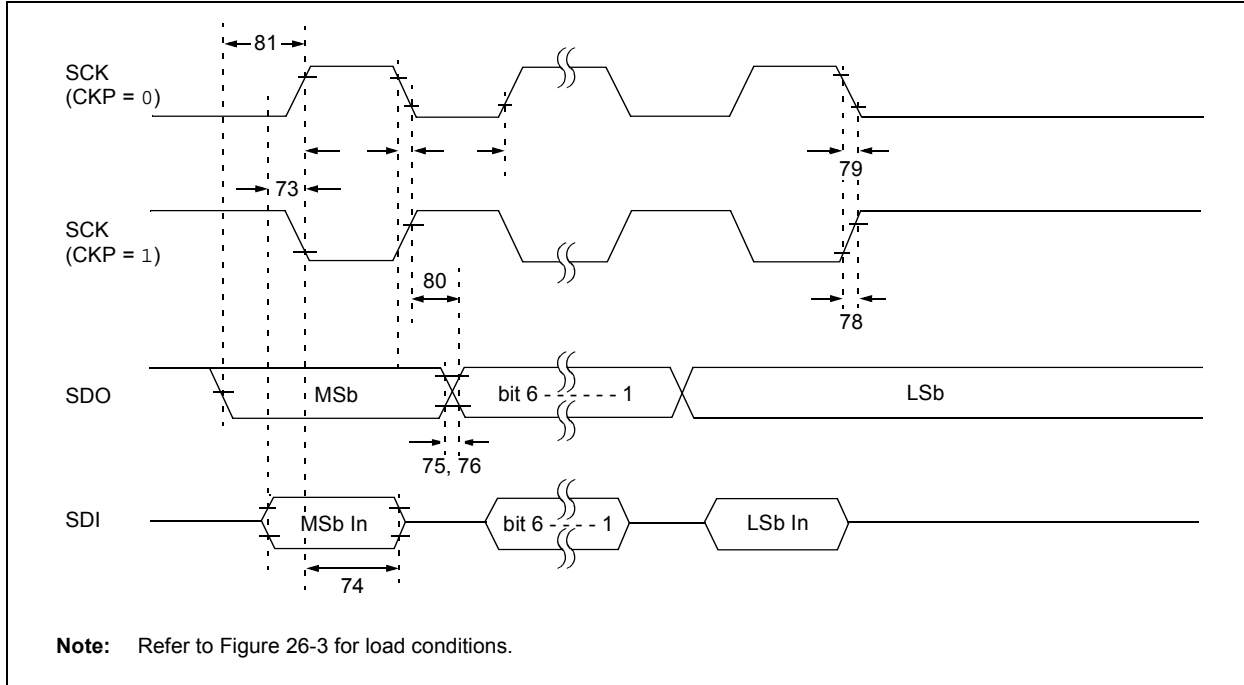 81
SCK
(CKP = 0)
73
79
SCK
(CKP = 1)
80
78
SDO
MSb
bit 6 - - - - - - 1
LSb
75, 76
SDI
MSb In
bit 6 - - - - - 1
LSb In
74
Note: Refer to Figure 26-3 for load conditions.